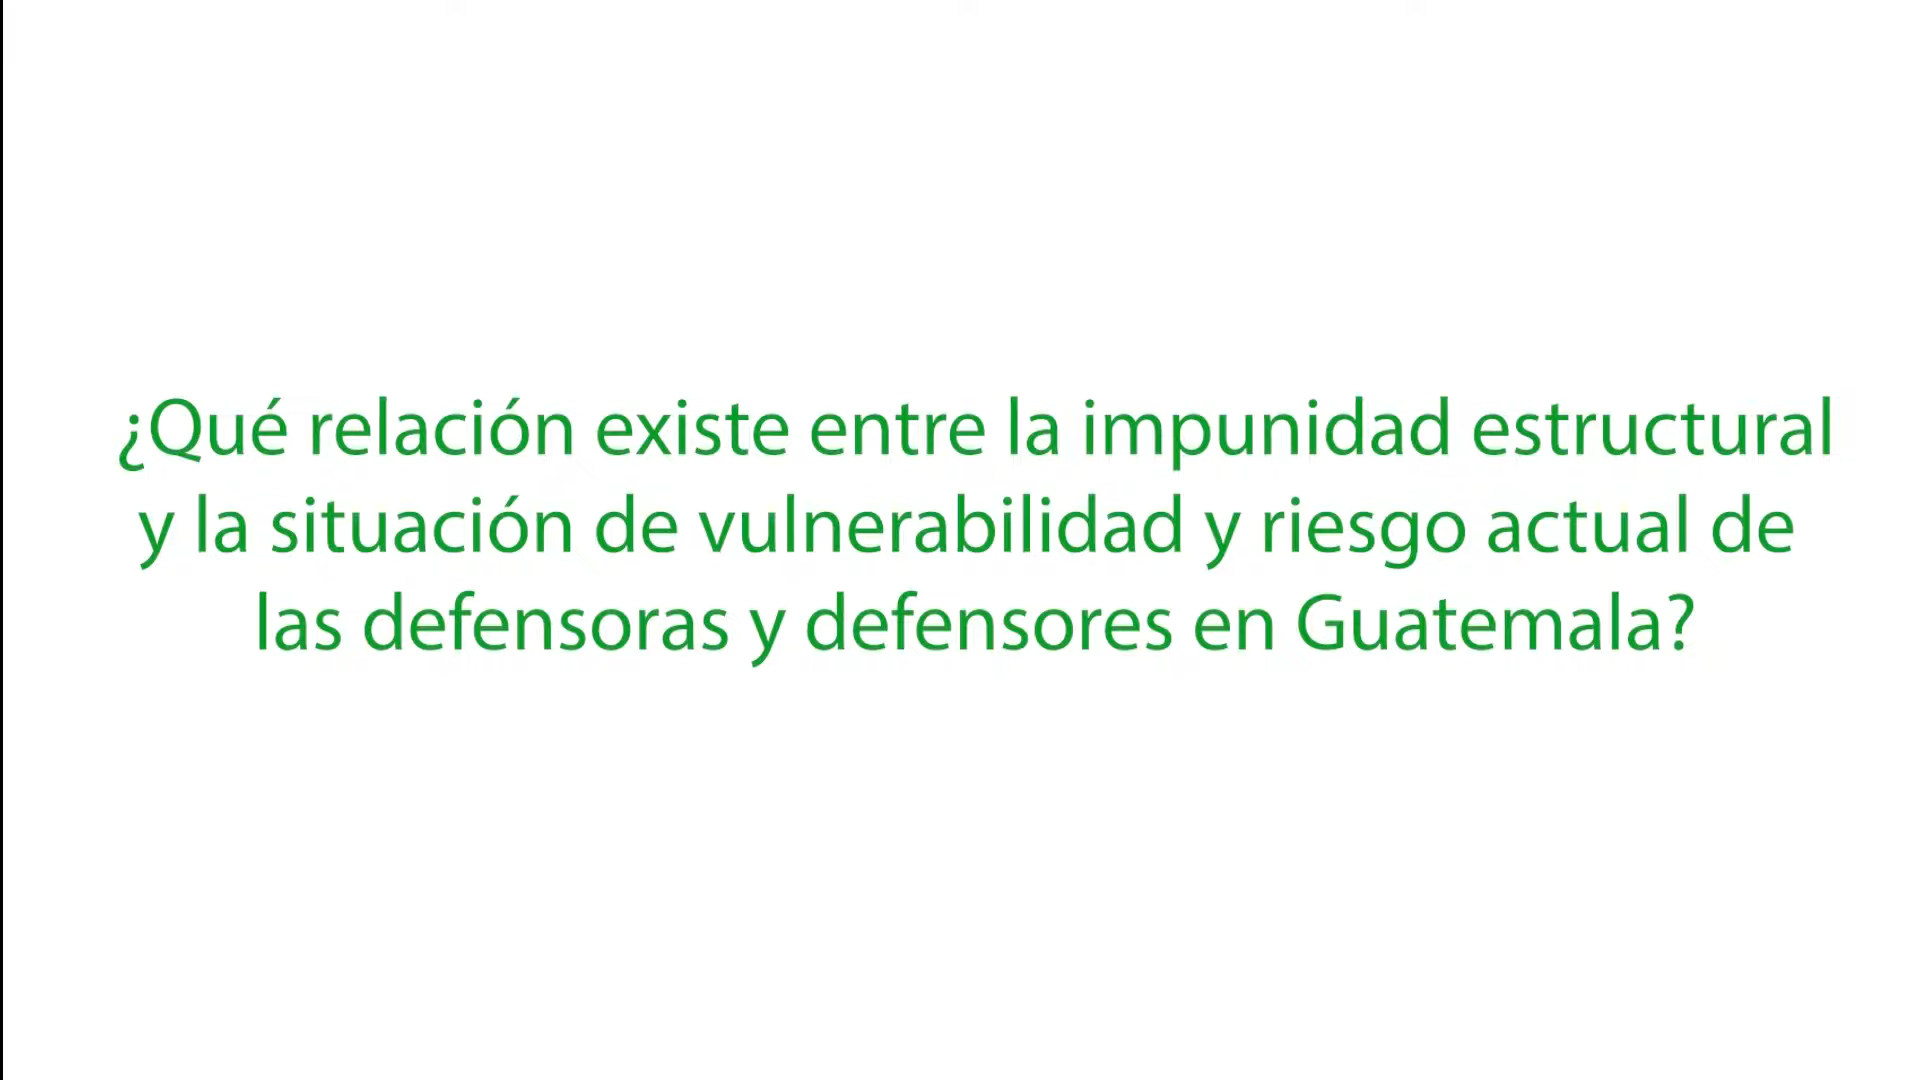 ¿Qué relación existe entre la impunidad estructural
y la situación de vulnerabilidad y riesgo actual de
las defensoras y defensores en Guatemala?